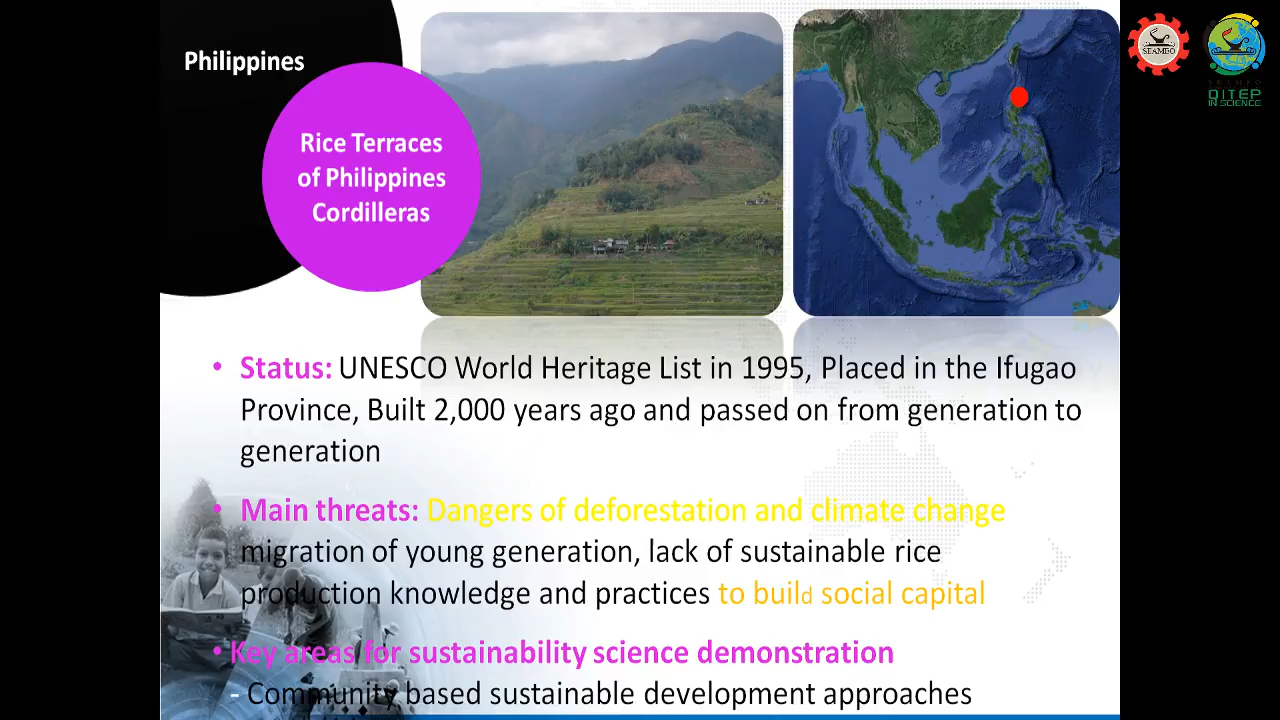 Philippines
Rice Terraces
of Philippines
Cordilleras
SEAMEO
SEAMEO
QITEP
IN SCIENCE
• Status: UNESCO World Heritage List in 1995, Placed in the Ifugao
Province, Built 2,000 years ago and passed on from generation to
generation
• Main threats: Dangers of deforestation and climate change
migration of young generation, lack of sustainable rice
production knowledge and practices to build social capital
• Key areas for sustainability science demonstration
- Community based sustainable development approaches